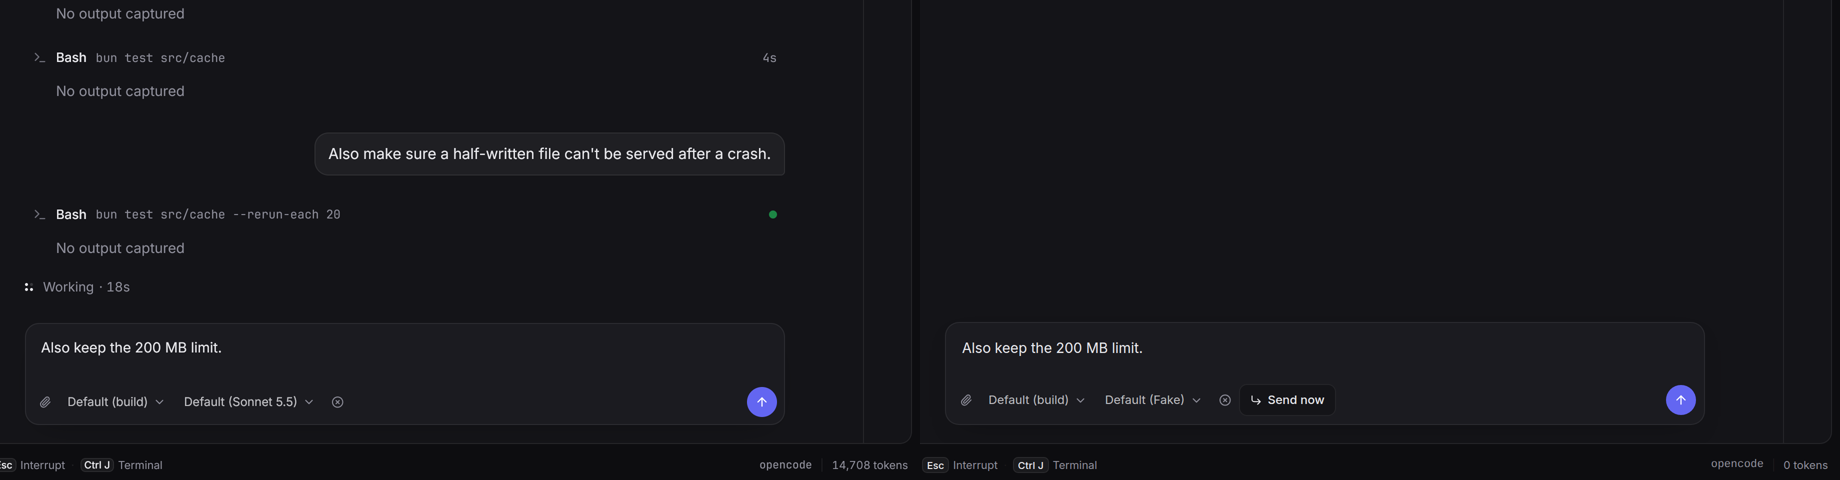 No output captured
Bash bun test src/cache 4s
No output captured
Also make sure a half-written file can't be served after a crash.
Bash bun test src/cache --rerun-each 20
No output captured
Working · 18s
Also keep the 200 MB limit.
Default (build) Default (Sonnet 5.5)
sc Interrupt · Ctrl J Terminal
opencode 14,708 tokens
Also keep the 200 MB limit.
Default (build) Default (Fake) Send now
Esc Interrupt Ctrl J Terminal
opencode 0 tokens